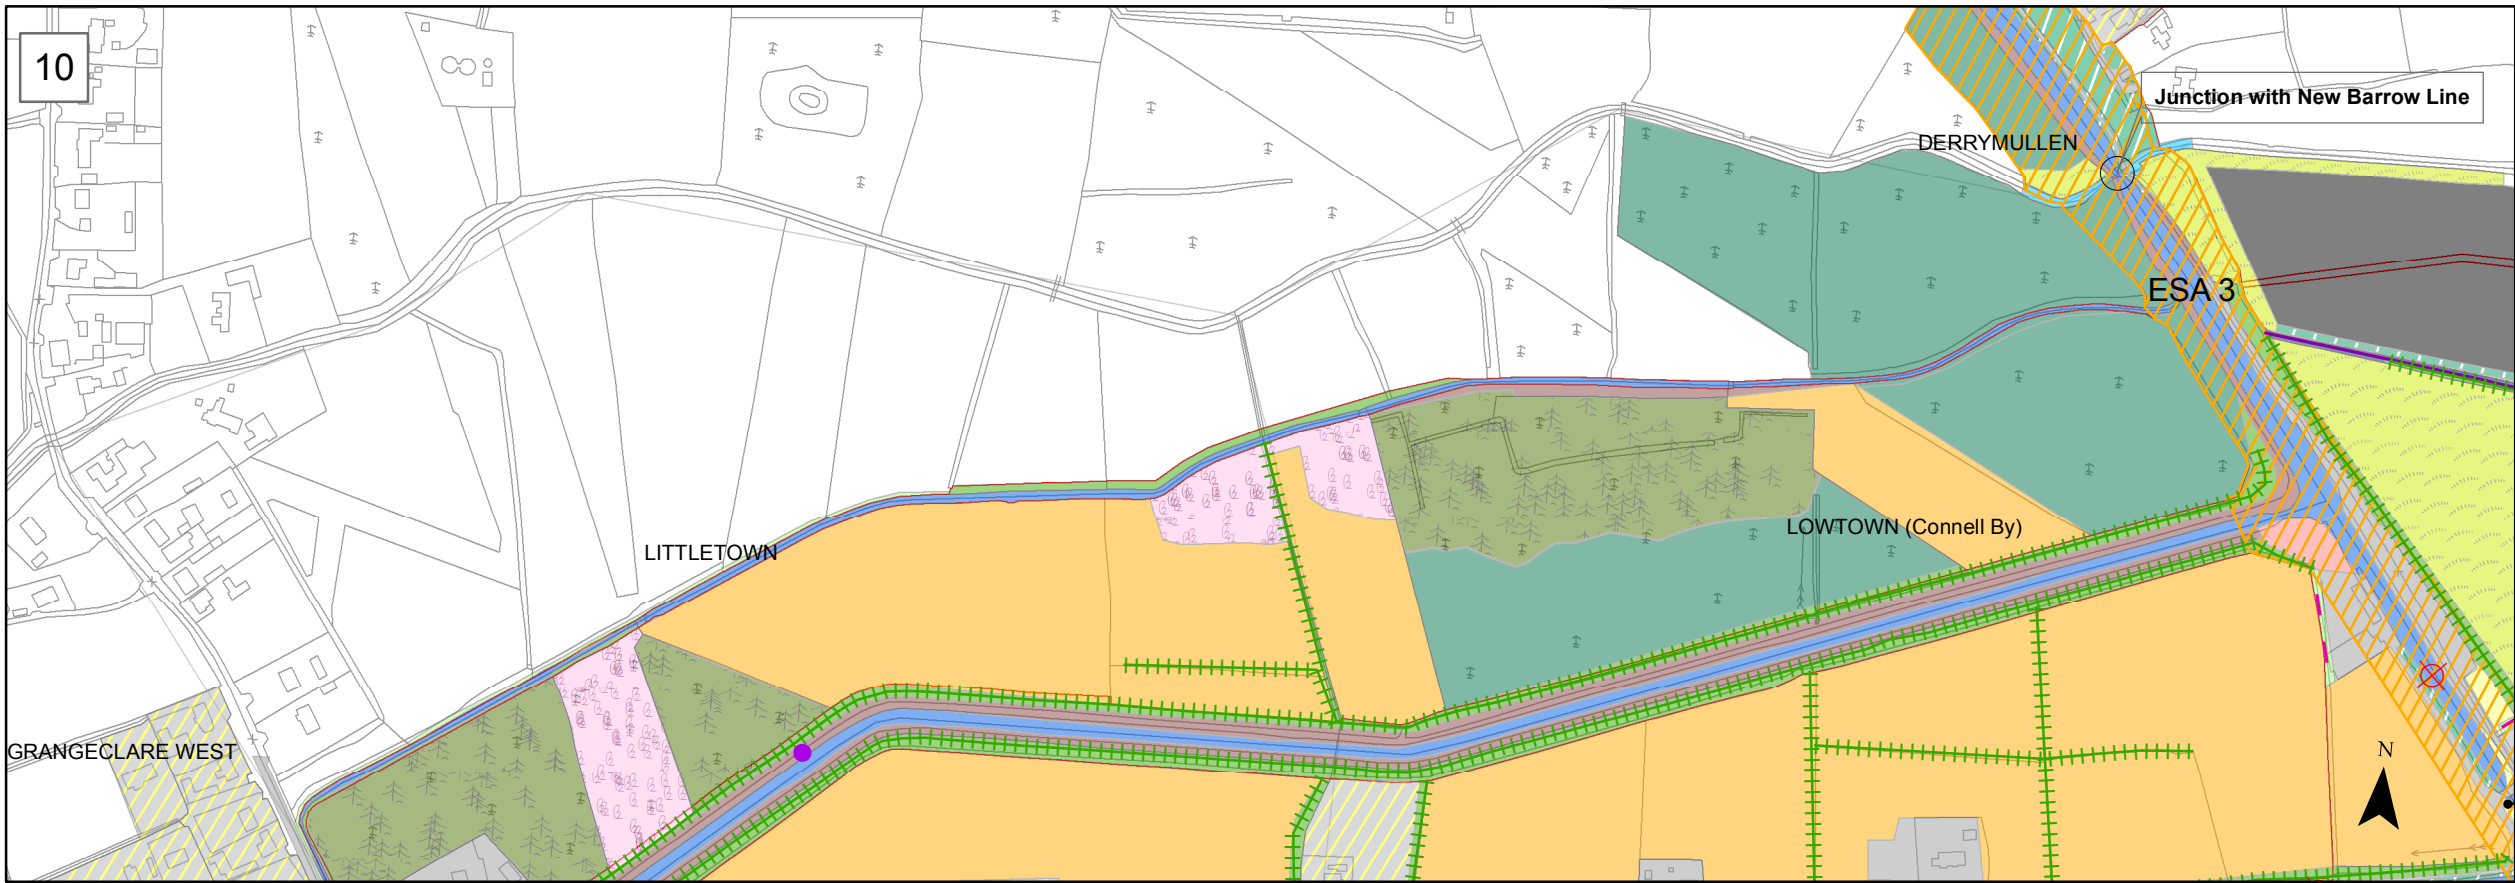 10
Junction with New Barrow Line
DERRYMULLEN
ESA 3
LOWTOWN (Connell By)
LITTLETOWN
GRANGECLARE WEST
N